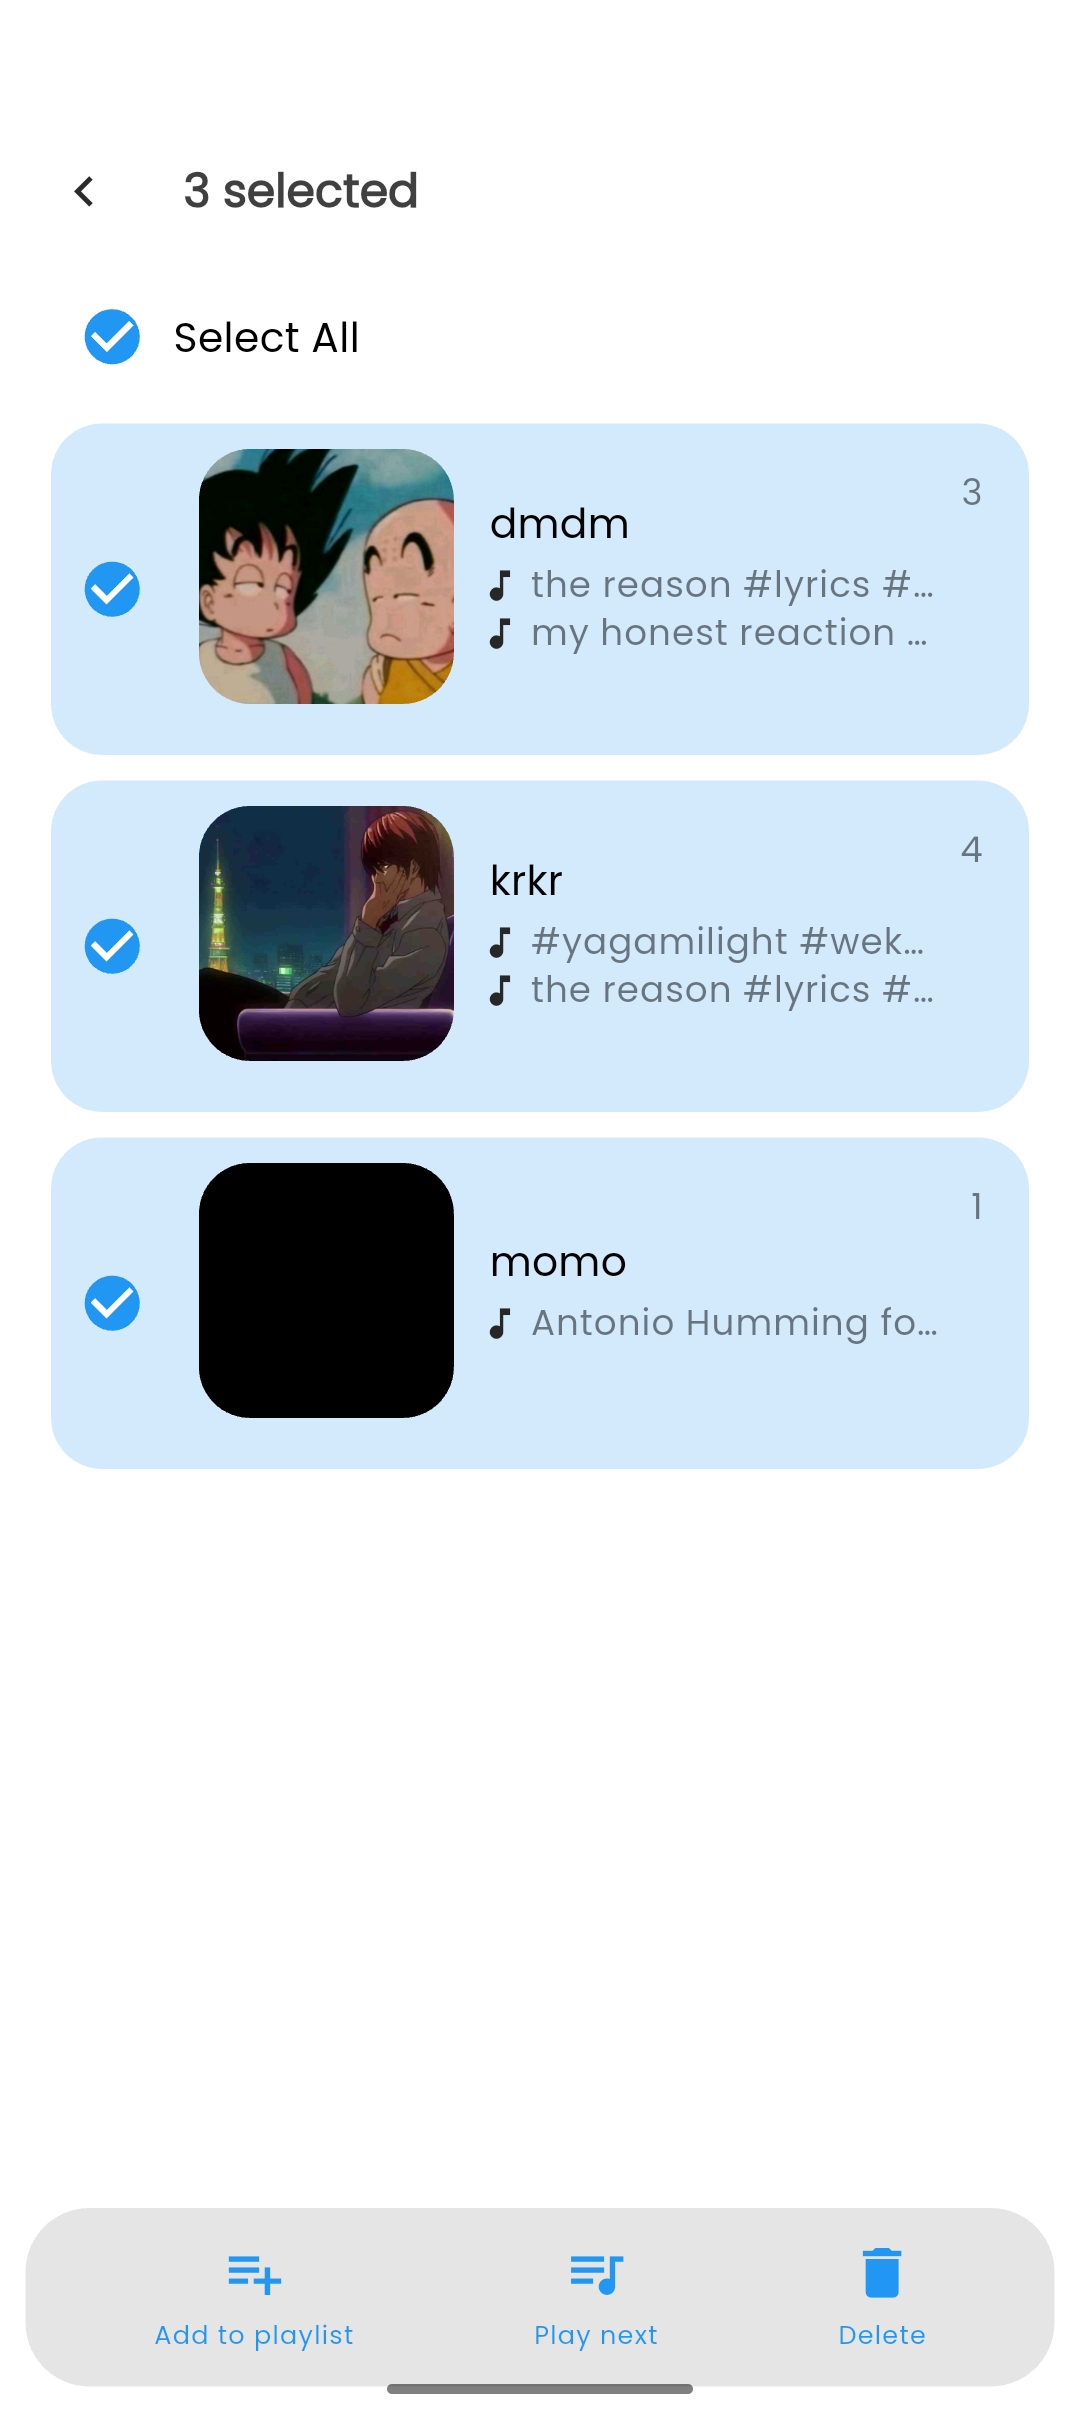 3 selected
Select All
3
dmdm
the reason #lyrics #...
my honest reaction ...
4
krkr
#yagamilight #wek...
the reason #lyrics #...
1
momo
Antonio Humming fo...
Add to playlist
Play next
Delete